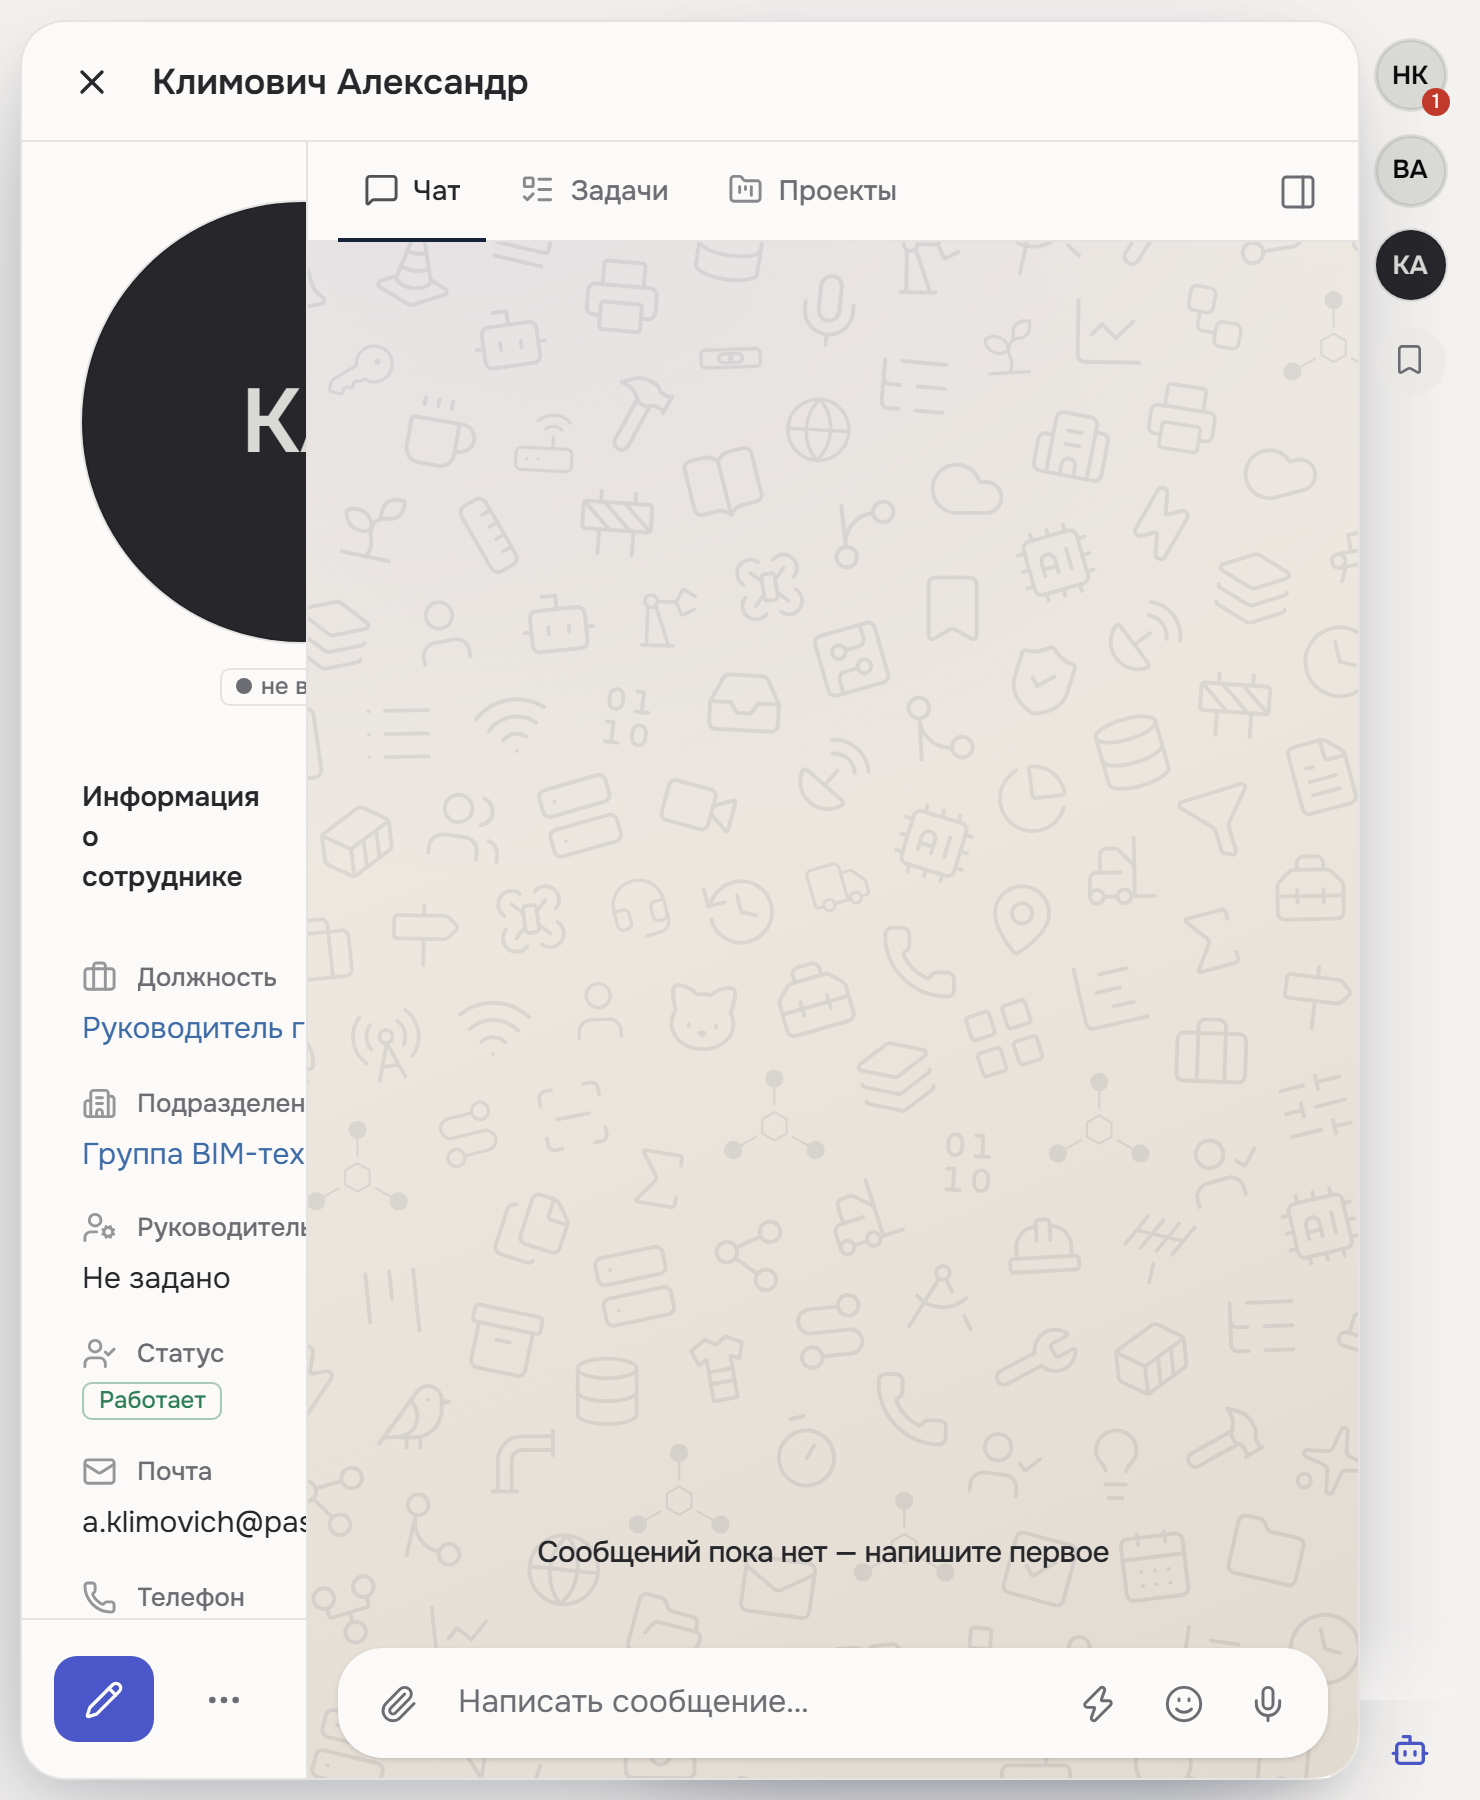 Климович Александр
НК
1
ВА
КА
Чат
Задачи
Проекты
не в
Информация
о
сотруднике
Должность
Руководитель г
Подразделен
Группа BIM-тех
Руководитель
Не задано
Статус
Работает
Почта
a.klimovich@pas
Телефон
Сообщений пока нет — напишите первое
Написать сообщение...